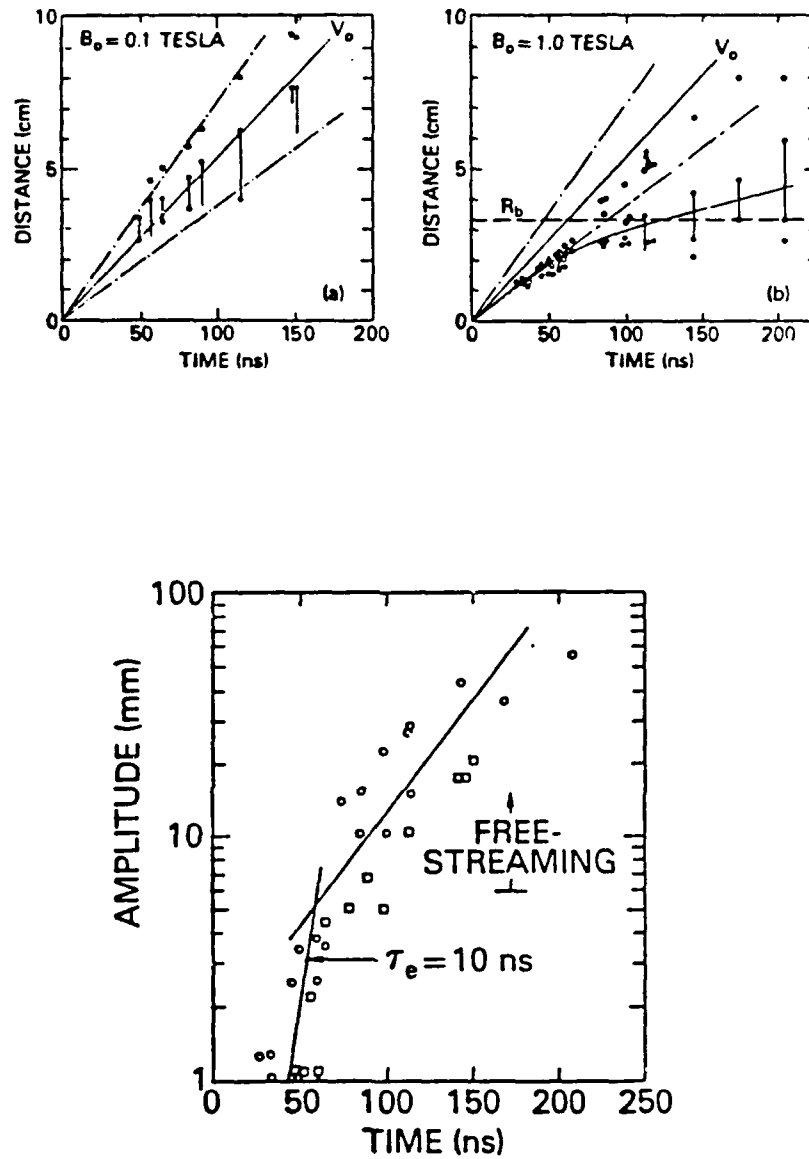 B₀ = 0.1 TESLA
V₀
10
5
0
DISTANCE (cm)
(a)
0 50 100 150 200
TIME (ns)
B₀ = 1.0 TESLA
V₀
10
5
0
DISTANCE (cm)
R_b
(b)
0 50 100 150 200
TIME (ns)
100
10
1
AMPLITUDE (mm)
FREE-
STREAMING
τ_e = 10 ns
0 50 100 150 200 250
TIME (ns)